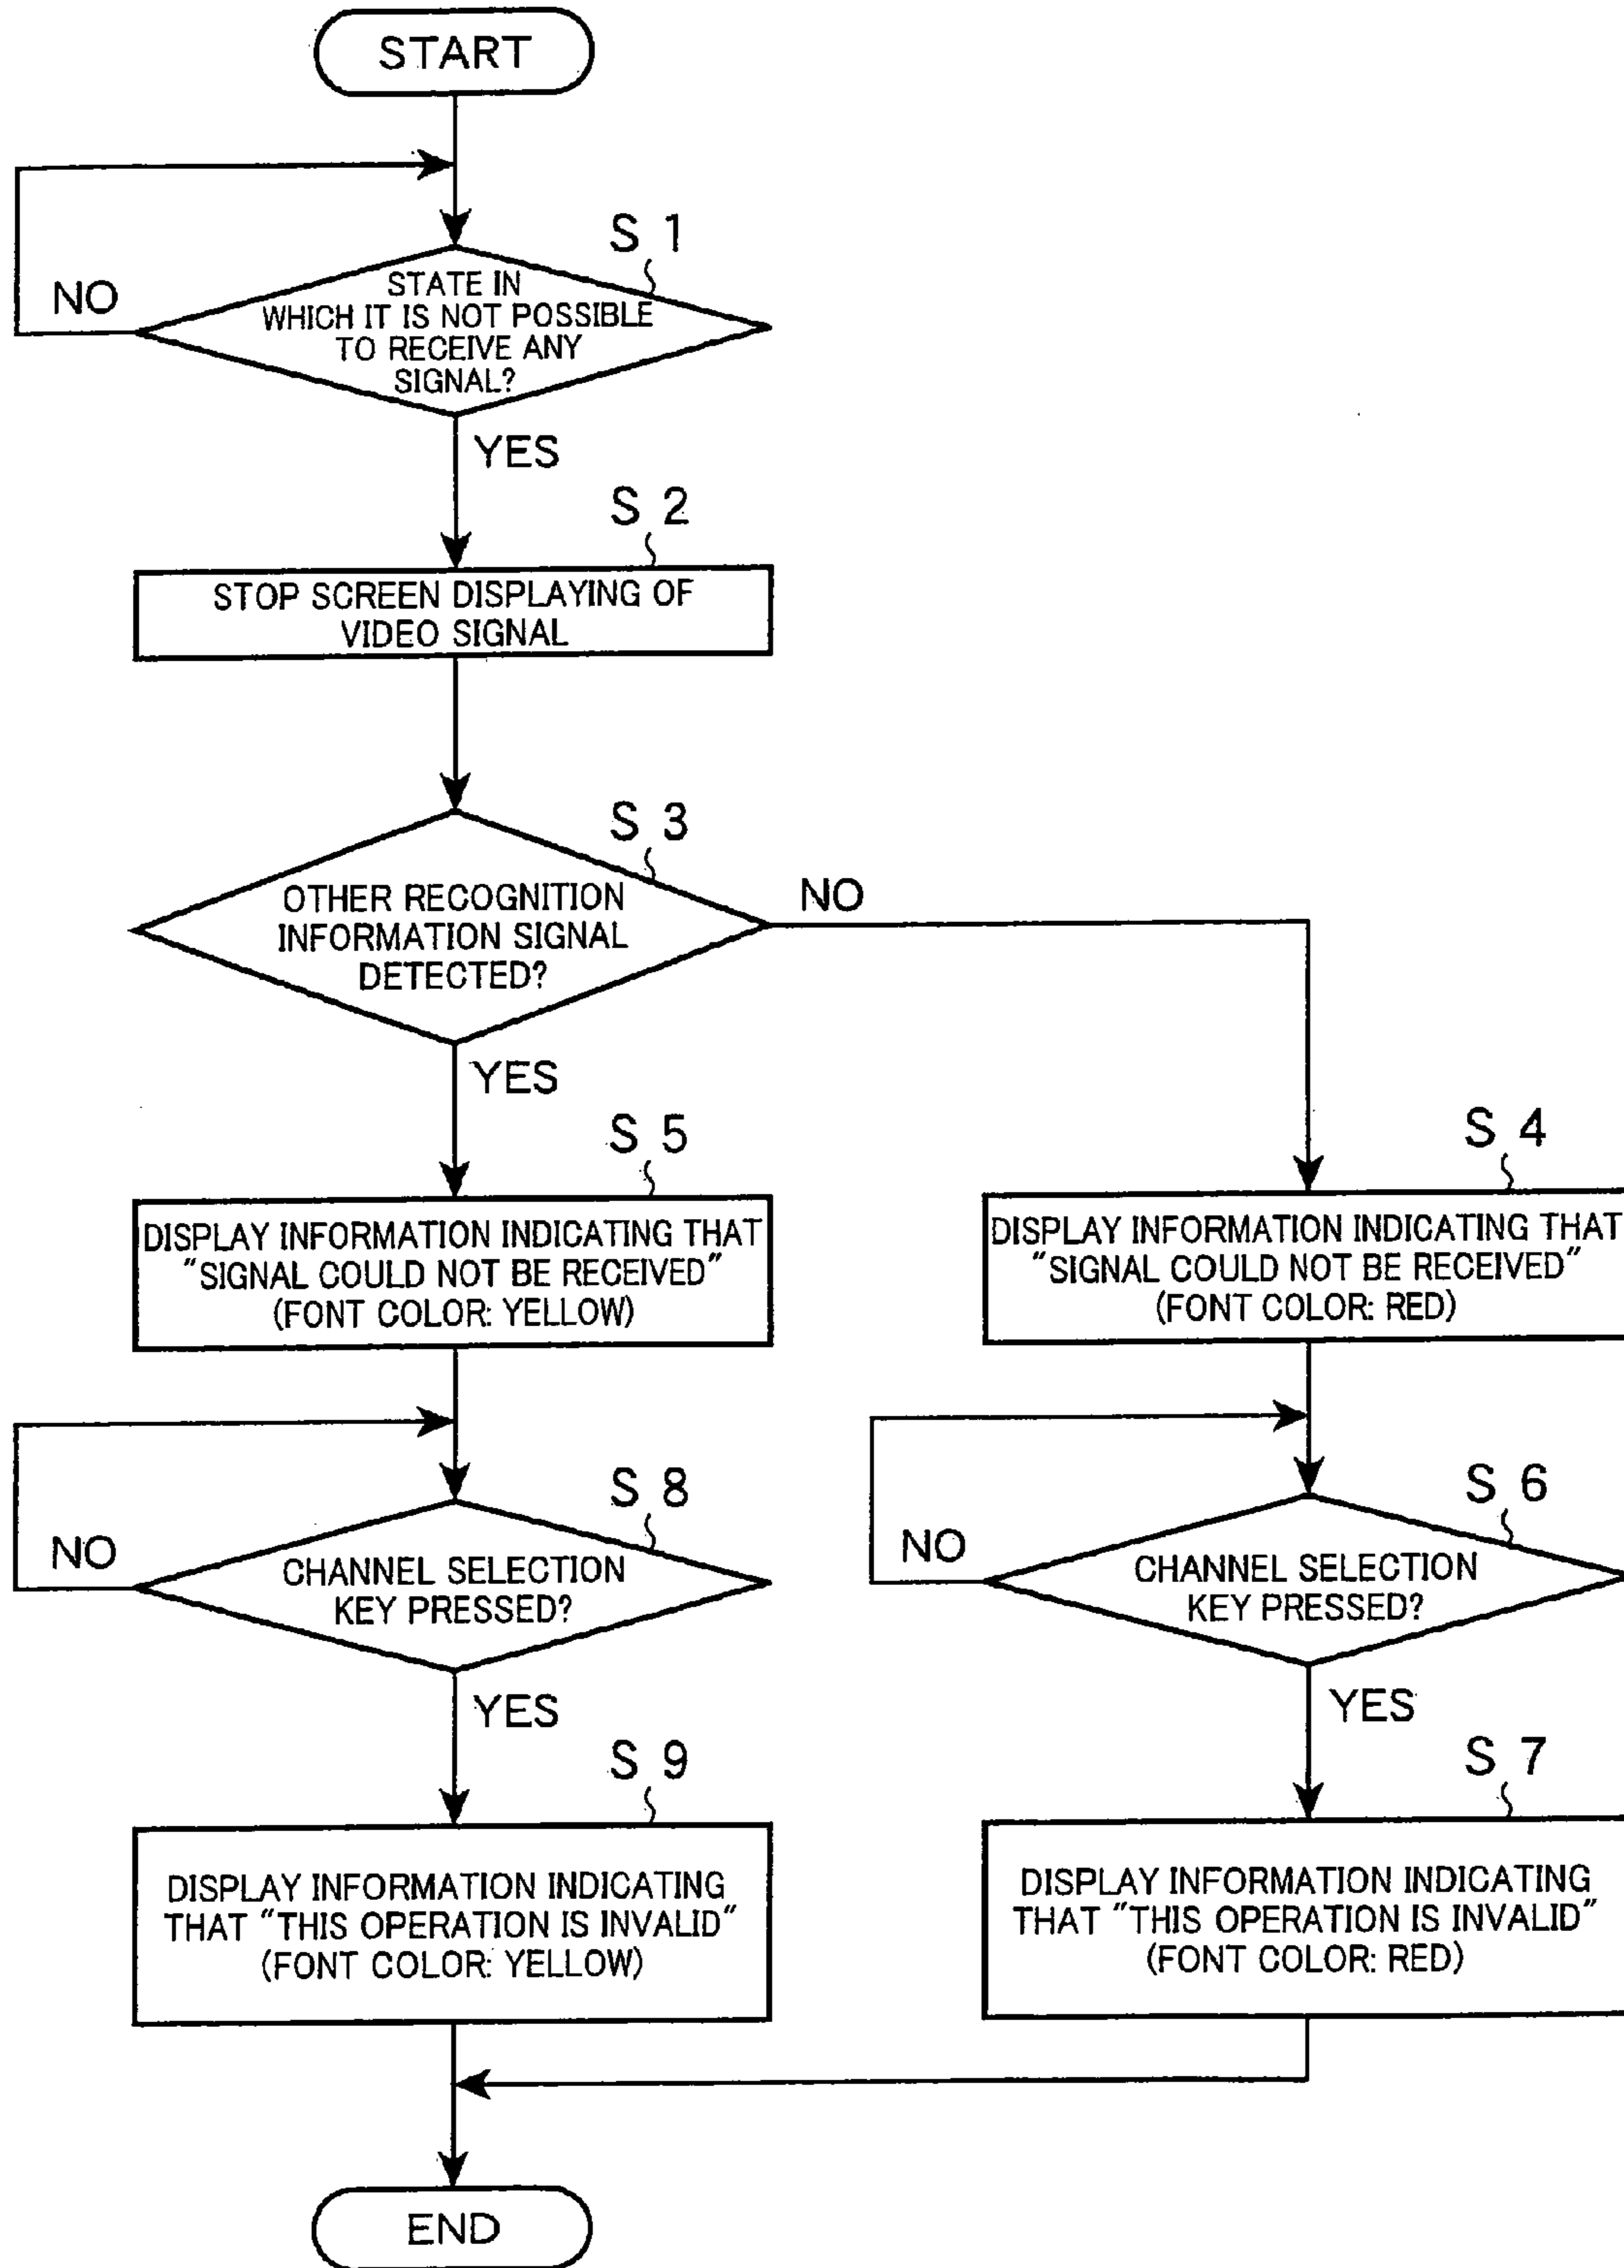 START
S 1
NO
STATE IN
WHICH IT IS NOT POSSIBLE
TO RECEIVE ANY
SIGNAL?
YES
S 2
STOP SCREEN DISPLAYING OF
VIDEO SIGNAL
S 3
OTHER RECOGNITION
INFORMATION SIGNAL
DETECTED?
NO
YES
S 5
DISPLAY INFORMATION INDICATING THAT
"SIGNAL COULD NOT BE RECEIVED"
(FONT COLOR: YELLOW)
S 4
DISPLAY INFORMATION INDICATING THAT
"SIGNAL COULD NOT BE RECEIVED"
(FONT COLOR: RED)
S 8
NO
CHANNEL SELECTION
KEY PRESSED?
YES
S 6
NO
CHANNEL SELECTION
KEY PRESSED?
YES
S 9
DISPLAY INFORMATION INDICATING
THAT "THIS OPERATION IS INVALID"
(FONT COLOR: YELLOW)
S 7
DISPLAY INFORMATION INDICATING
THAT "THIS OPERATION IS INVALID"
(FONT COLOR: RED)
END